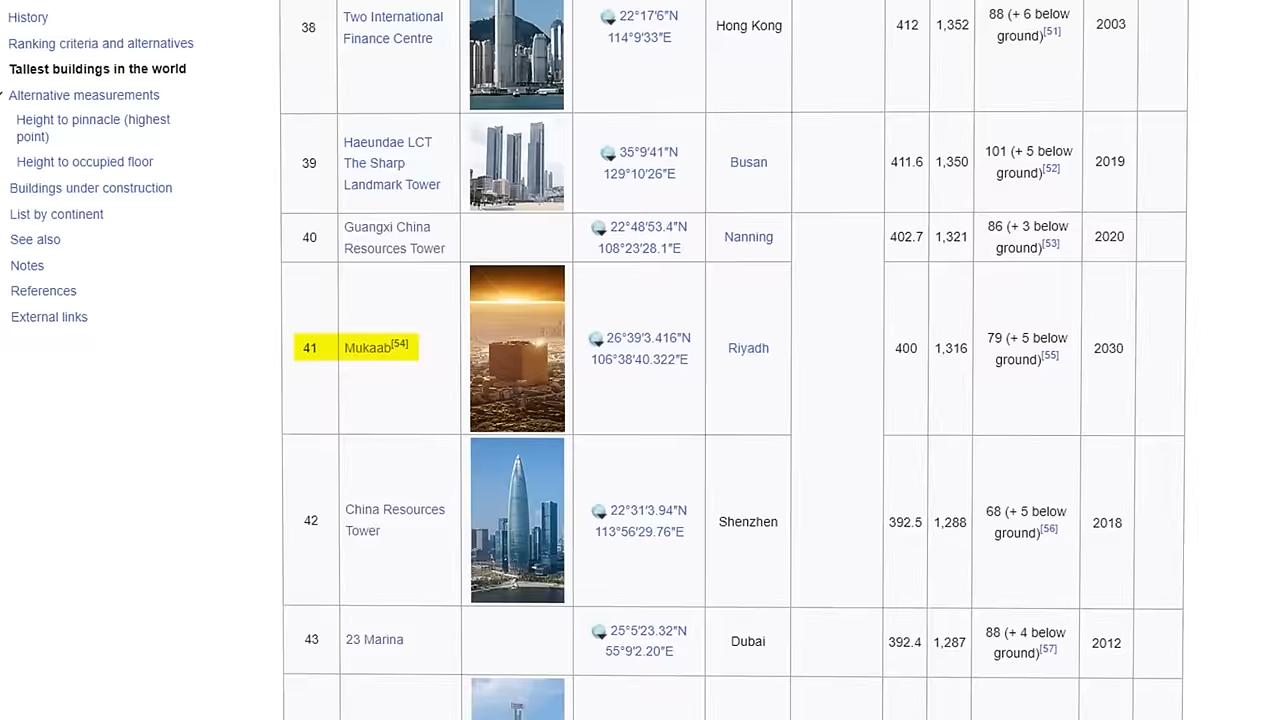 History
Ranking criteria and alternatives
Tallest buildings in the world
Alternative measurements
Height to pinnacle (highest
point)
Height to occupied floor
Buildings under construction
List by continent
See also
Notes
References
External links
38
Two International
Finance Centre
22°17′6″N
114°9′33″E
Hong Kong
412
1,352
88 (+ 6 below
ground)[51]
2003
39
Haeundae LCT
The Sharp
Landmark Tower
35°9′41″N
129°10′26″E
Busan
411.6
1,350
101 (+ 5 below
ground)[52]
2019
40
Guangxi China
Resources Tower
22°48′53.4″N
108°23′28.1″E
Nanning
402.7
1,321
86 (+ 3 below
ground)[53]
2020
41
Mukaab[54]
26°39′3.416″N
106°38′40.322″E
Riyadh
400
1,316
79 (+ 5 below
ground)[55]
2030
42
China Resources
Tower
22°31′3.94″N
113°56′29.76″E
Shenzhen
392.5
1,288
68 (+ 5 below
ground)[56]
2018
43
23 Marina
25°5′23.32″N
55°9′2.20″E
Dubai
392.4
1,287
88 (+ 4 below
ground)[57]
2012